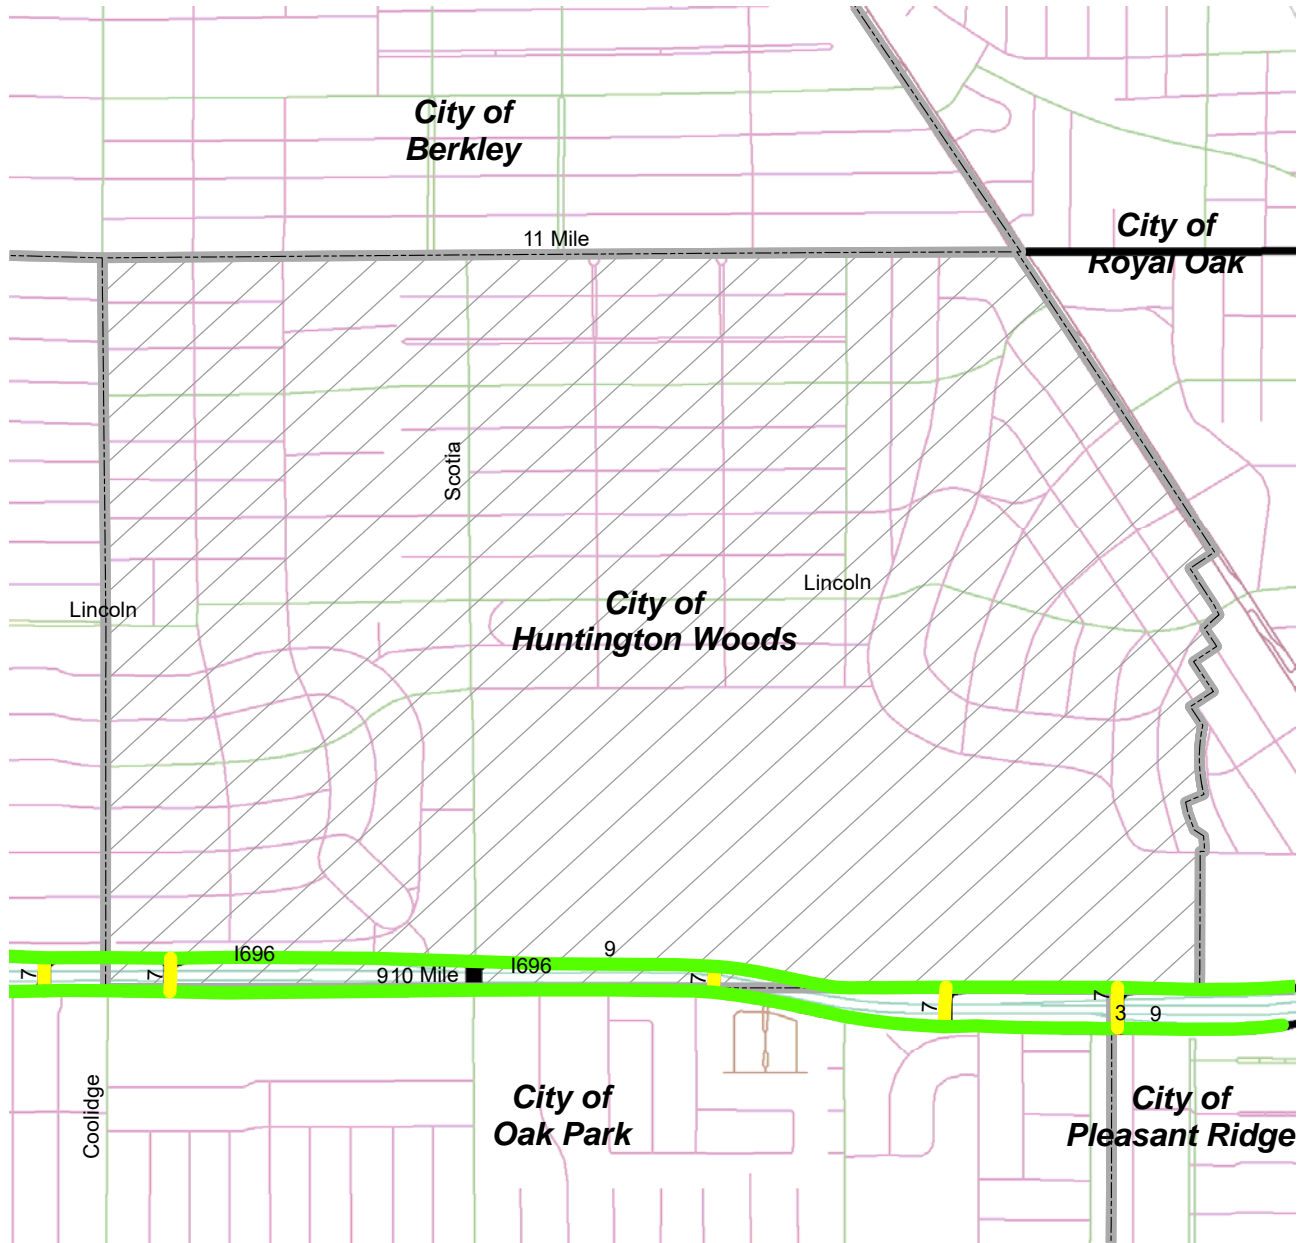 City of
Berkley
City of
Royal Oak
11 Mile
Scotia
Lincoln
Lincoln
City of
Huntington Woods
I696
9
I696
910 Mile
7
7
7
7
7
3
9
Coolidge
City of
Oak Park
City of
Pleasant Ridge